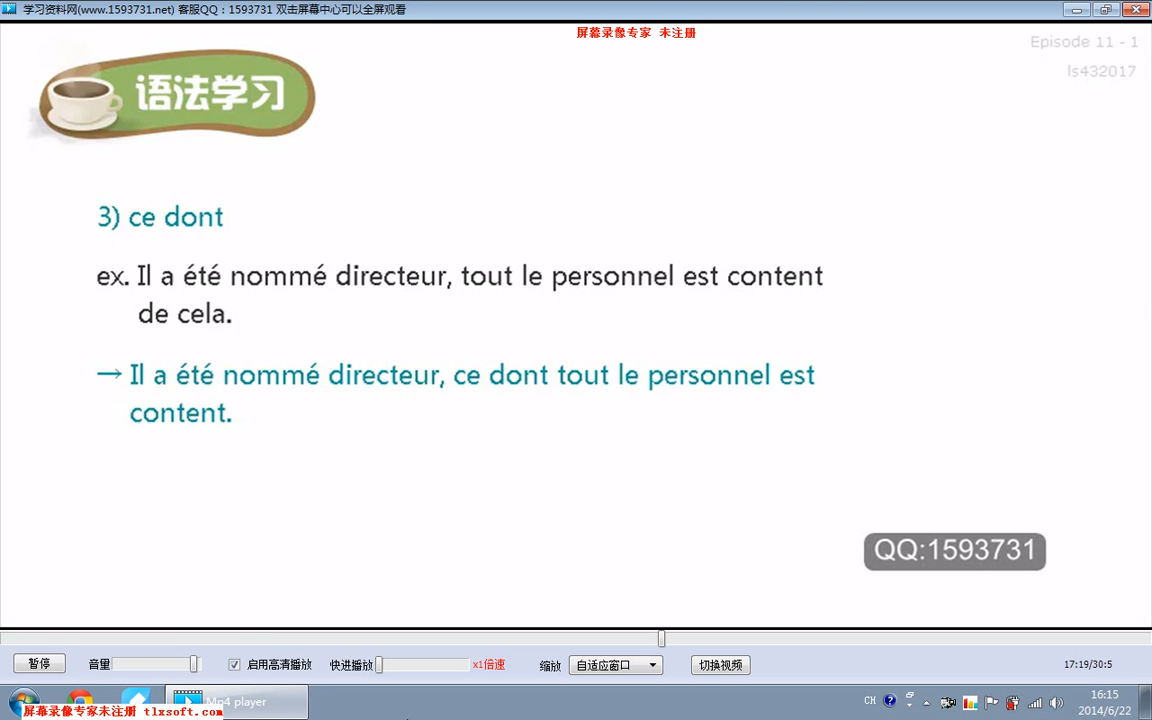 学习资料网(www.1593731.net) 客服QQ：1593731 双击屏幕中心可以全屏观看
屏幕录像专家 未注册
Episode 11 - 1
ls432017
语法学习
3) ce dont
ex. Il a été nommé directeur, tout le personnel est content
de cela.
→ Il a été nommé directeur, ce dont tout le personnel est
content.
QQ:1593731
暂停 音量 启用高清播放 快进播放 x1倍速 缩放 自适应窗口 切换视频 17:19/30:5
Mp4 player
CH
16:15
2014/6/22
屏幕录像专家未注册 tlxsoft.com